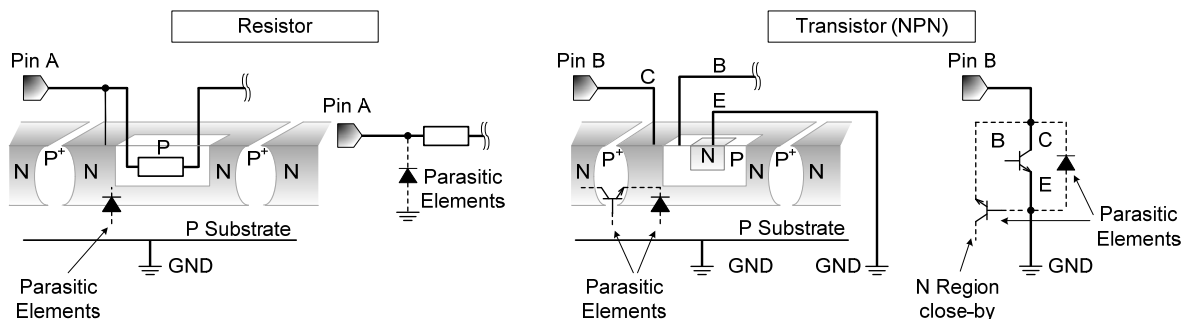 Resistor
Transistor (NPN)
Pin A
Pin A
N
P+
N
P
N
P+
N
Parasitic
Elements
P Substrate
GND
Parasitic
Elements
Pin B
C
B
E
N
P+
N
N
P
N
P+
N
P Substrate
GND
GND
Parasitic
Elements
Pin B
B
C
E
Parasitic
Elements
GND
N Region
close-by